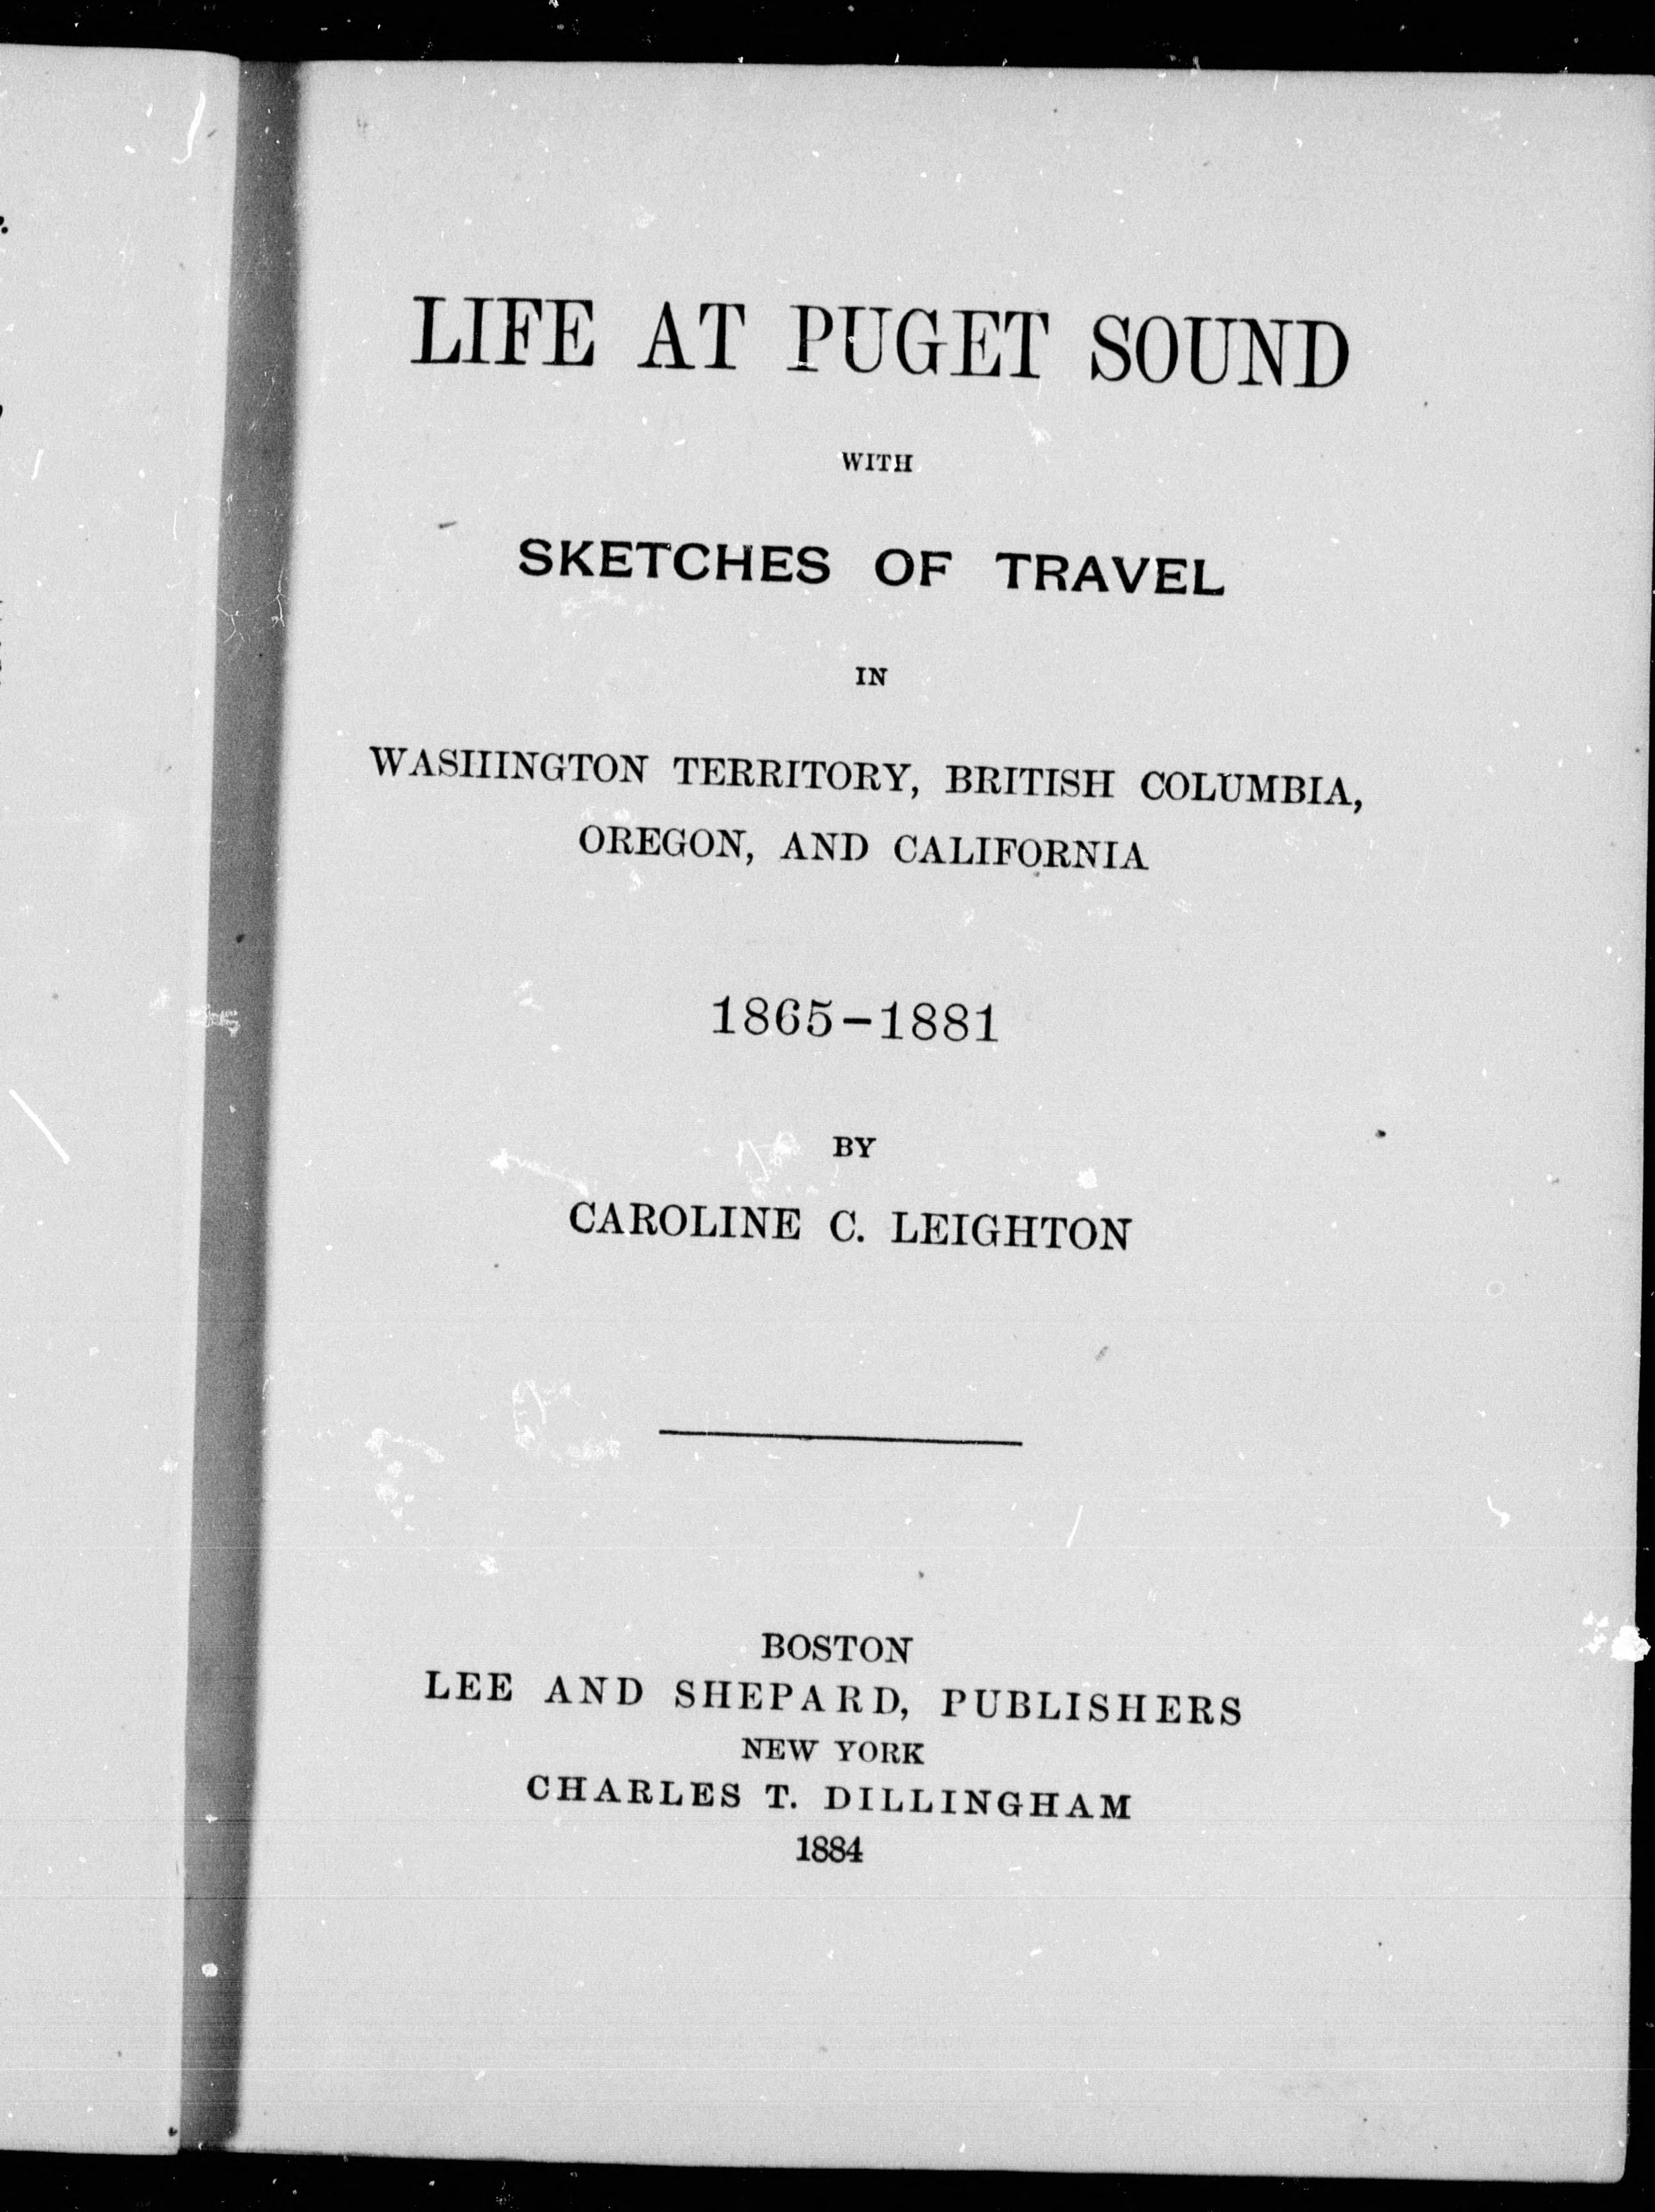 LIFE AT PUGET SOUND
WITH
SKETCHES OF TRAVEL
IN
WASHINGTON TERRITORY, BRITISH COLUMBIA,
OREGON, AND CALIFORNIA
1865–1881
BY
CAROLINE C. LEIGHTON
BOSTON
LEE AND SHEPARD, PUBLISHERS
NEW YORK
CHARLES T. DILLINGHAM
1884